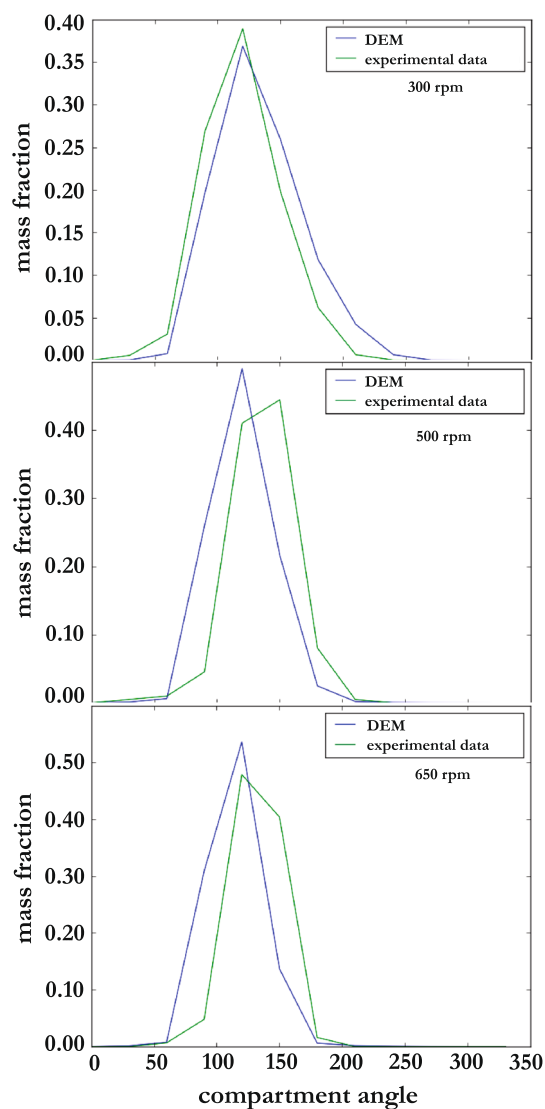 0.40
DEM
experimental data
300 rpm
0.35
0.30
0.25
0.20
0.15
0.10
0.05
0.00
mass fraction
DEM
experimental data
500 rpm
0.40
0.30
0.20
0.10
0.00
mass fraction
DEM
experimental data
650 rpm
0.50
0.40
0.30
0.20
0.10
0.00
mass fraction
0 50 100 150 200 250 300 350
compartment angle